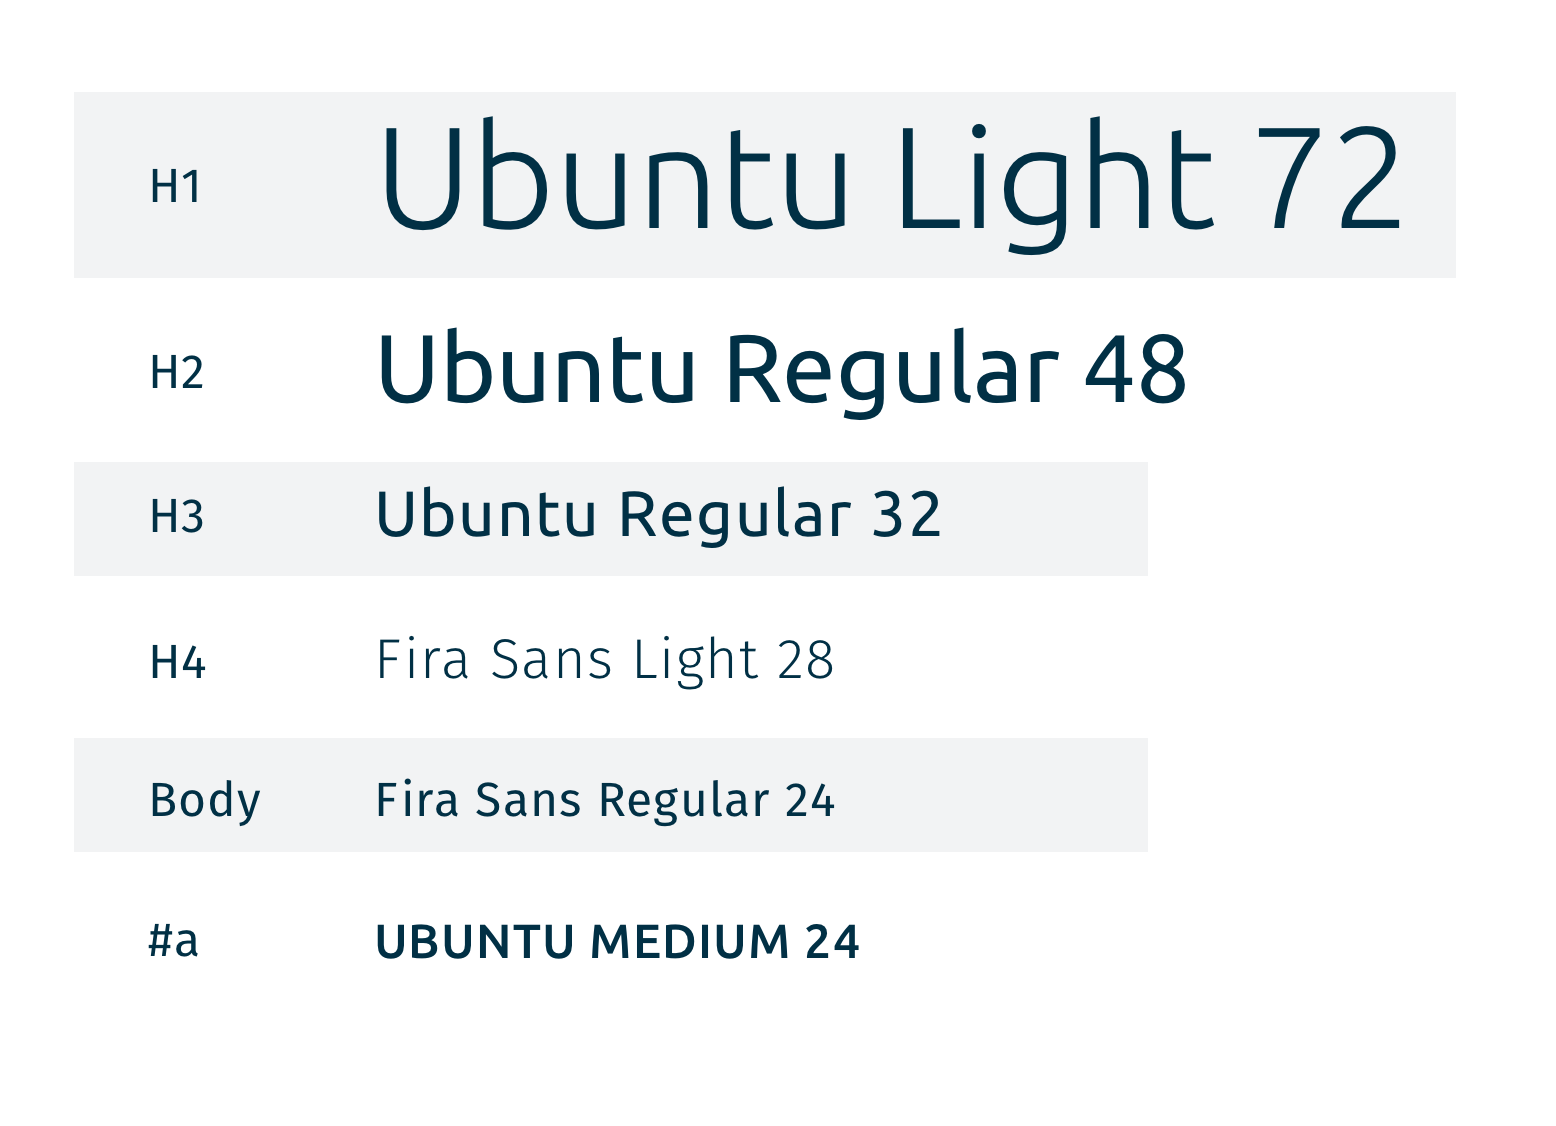 H1 Ubuntu Light 72
H2 Ubuntu Regular 48
H3 Ubuntu Regular 32
H4 Fira Sans Light 28
Body Fira Sans Regular 24
#a UBUNTU MEDIUM 24